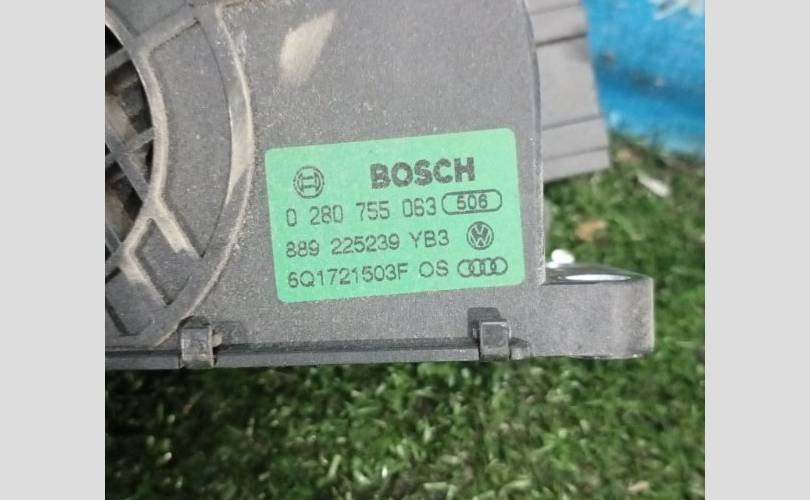 BOSCH
0 280 755 063 506
889 225239 YB3
6Q1721503F OS